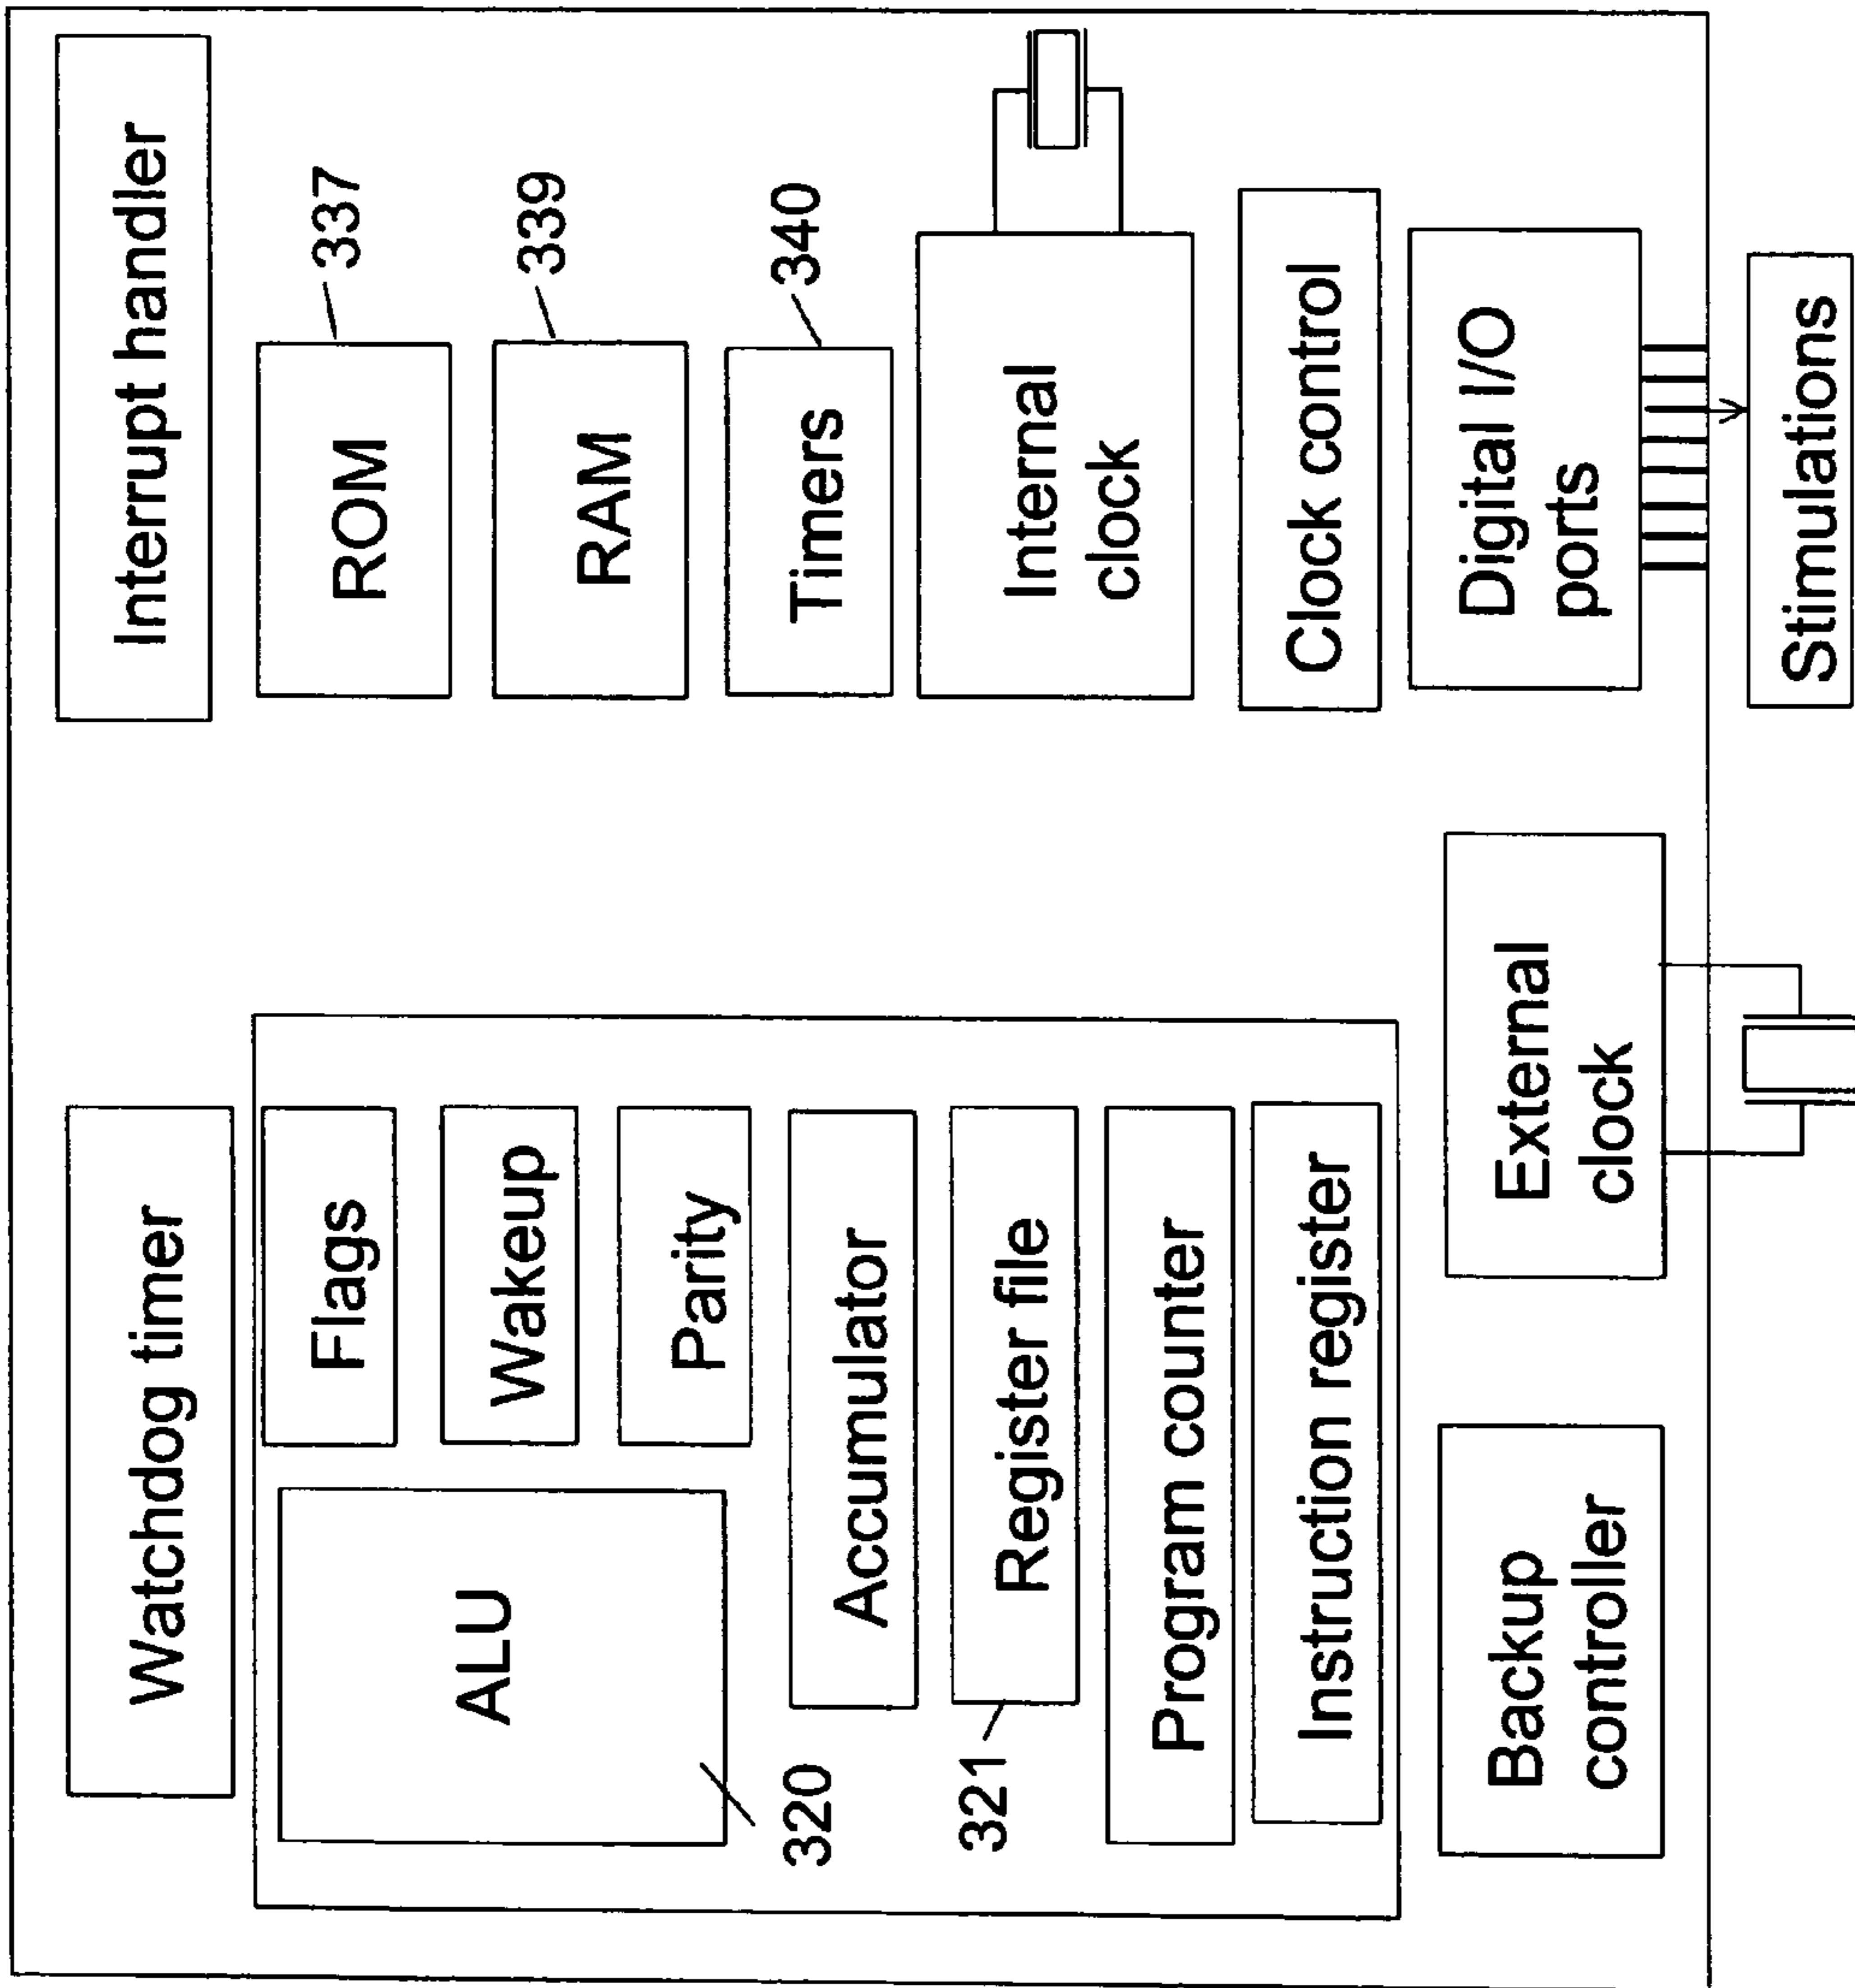 Watchdog timer
ALU
320
Flags
Wakeup
Parity
Accumulator
Register file
321
Program counter
Instruction register
Backup
controller
External
clock
Interrupt handler
ROM
337
RAM
339
Timers
340
Internal
clock
Clock control
Digital I/O
ports
Stimulations